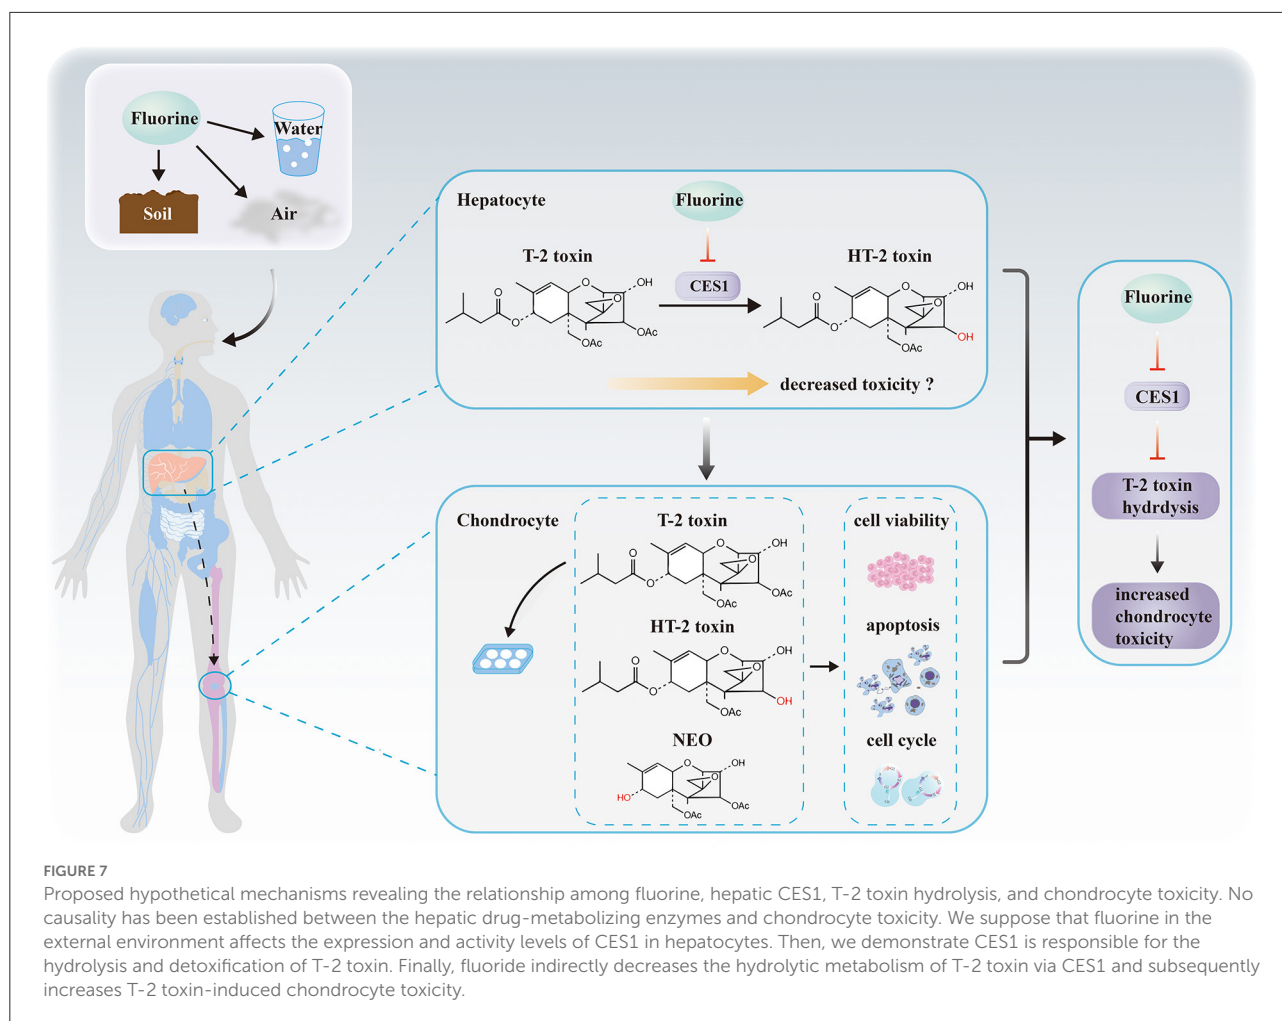 Fluorine
Water
Soil
Air
Hepatocyte
Fluorine
T-2 toxin
HT-2 toxin
CES1
O
OH
O
O
O
OAc
OAc
O
OH
O
O
O
OH
OAc
decreased toxicity ?
Fluorine
CES1
T-2 toxin
hydrdysis
increased
chondrocyte
toxicity
Chondrocyte
T-2 toxin
O
OH
O
O
O
OAc
OAc
HT-2 toxin
O
OH
O
O
O
OH
OAc
NEO
O
OH
O
HO
OAc
OAc
cell viability
apoptosis
cell cycle
FIGURE 7
Proposed hypothetical mechanisms revealing the relationship among fluorine, hepatic CES1, T-2 toxin hydrolysis, and chondrocyte toxicity. No
causality has been established between the hepatic drug-metabolizing enzymes and chondrocyte toxicity. We suppose that fluorine in the
external environment affects the expression and activity levels of CES1 in hepatocytes. Then, we demonstrate CES1 is responsible for the
hydrolysis and detoxification of T-2 toxin. Finally, fluoride indirectly decreases the hydrolytic metabolism of T-2 toxin via CES1 and subsequently
increases T-2 toxin-induced chondrocyte toxicity.